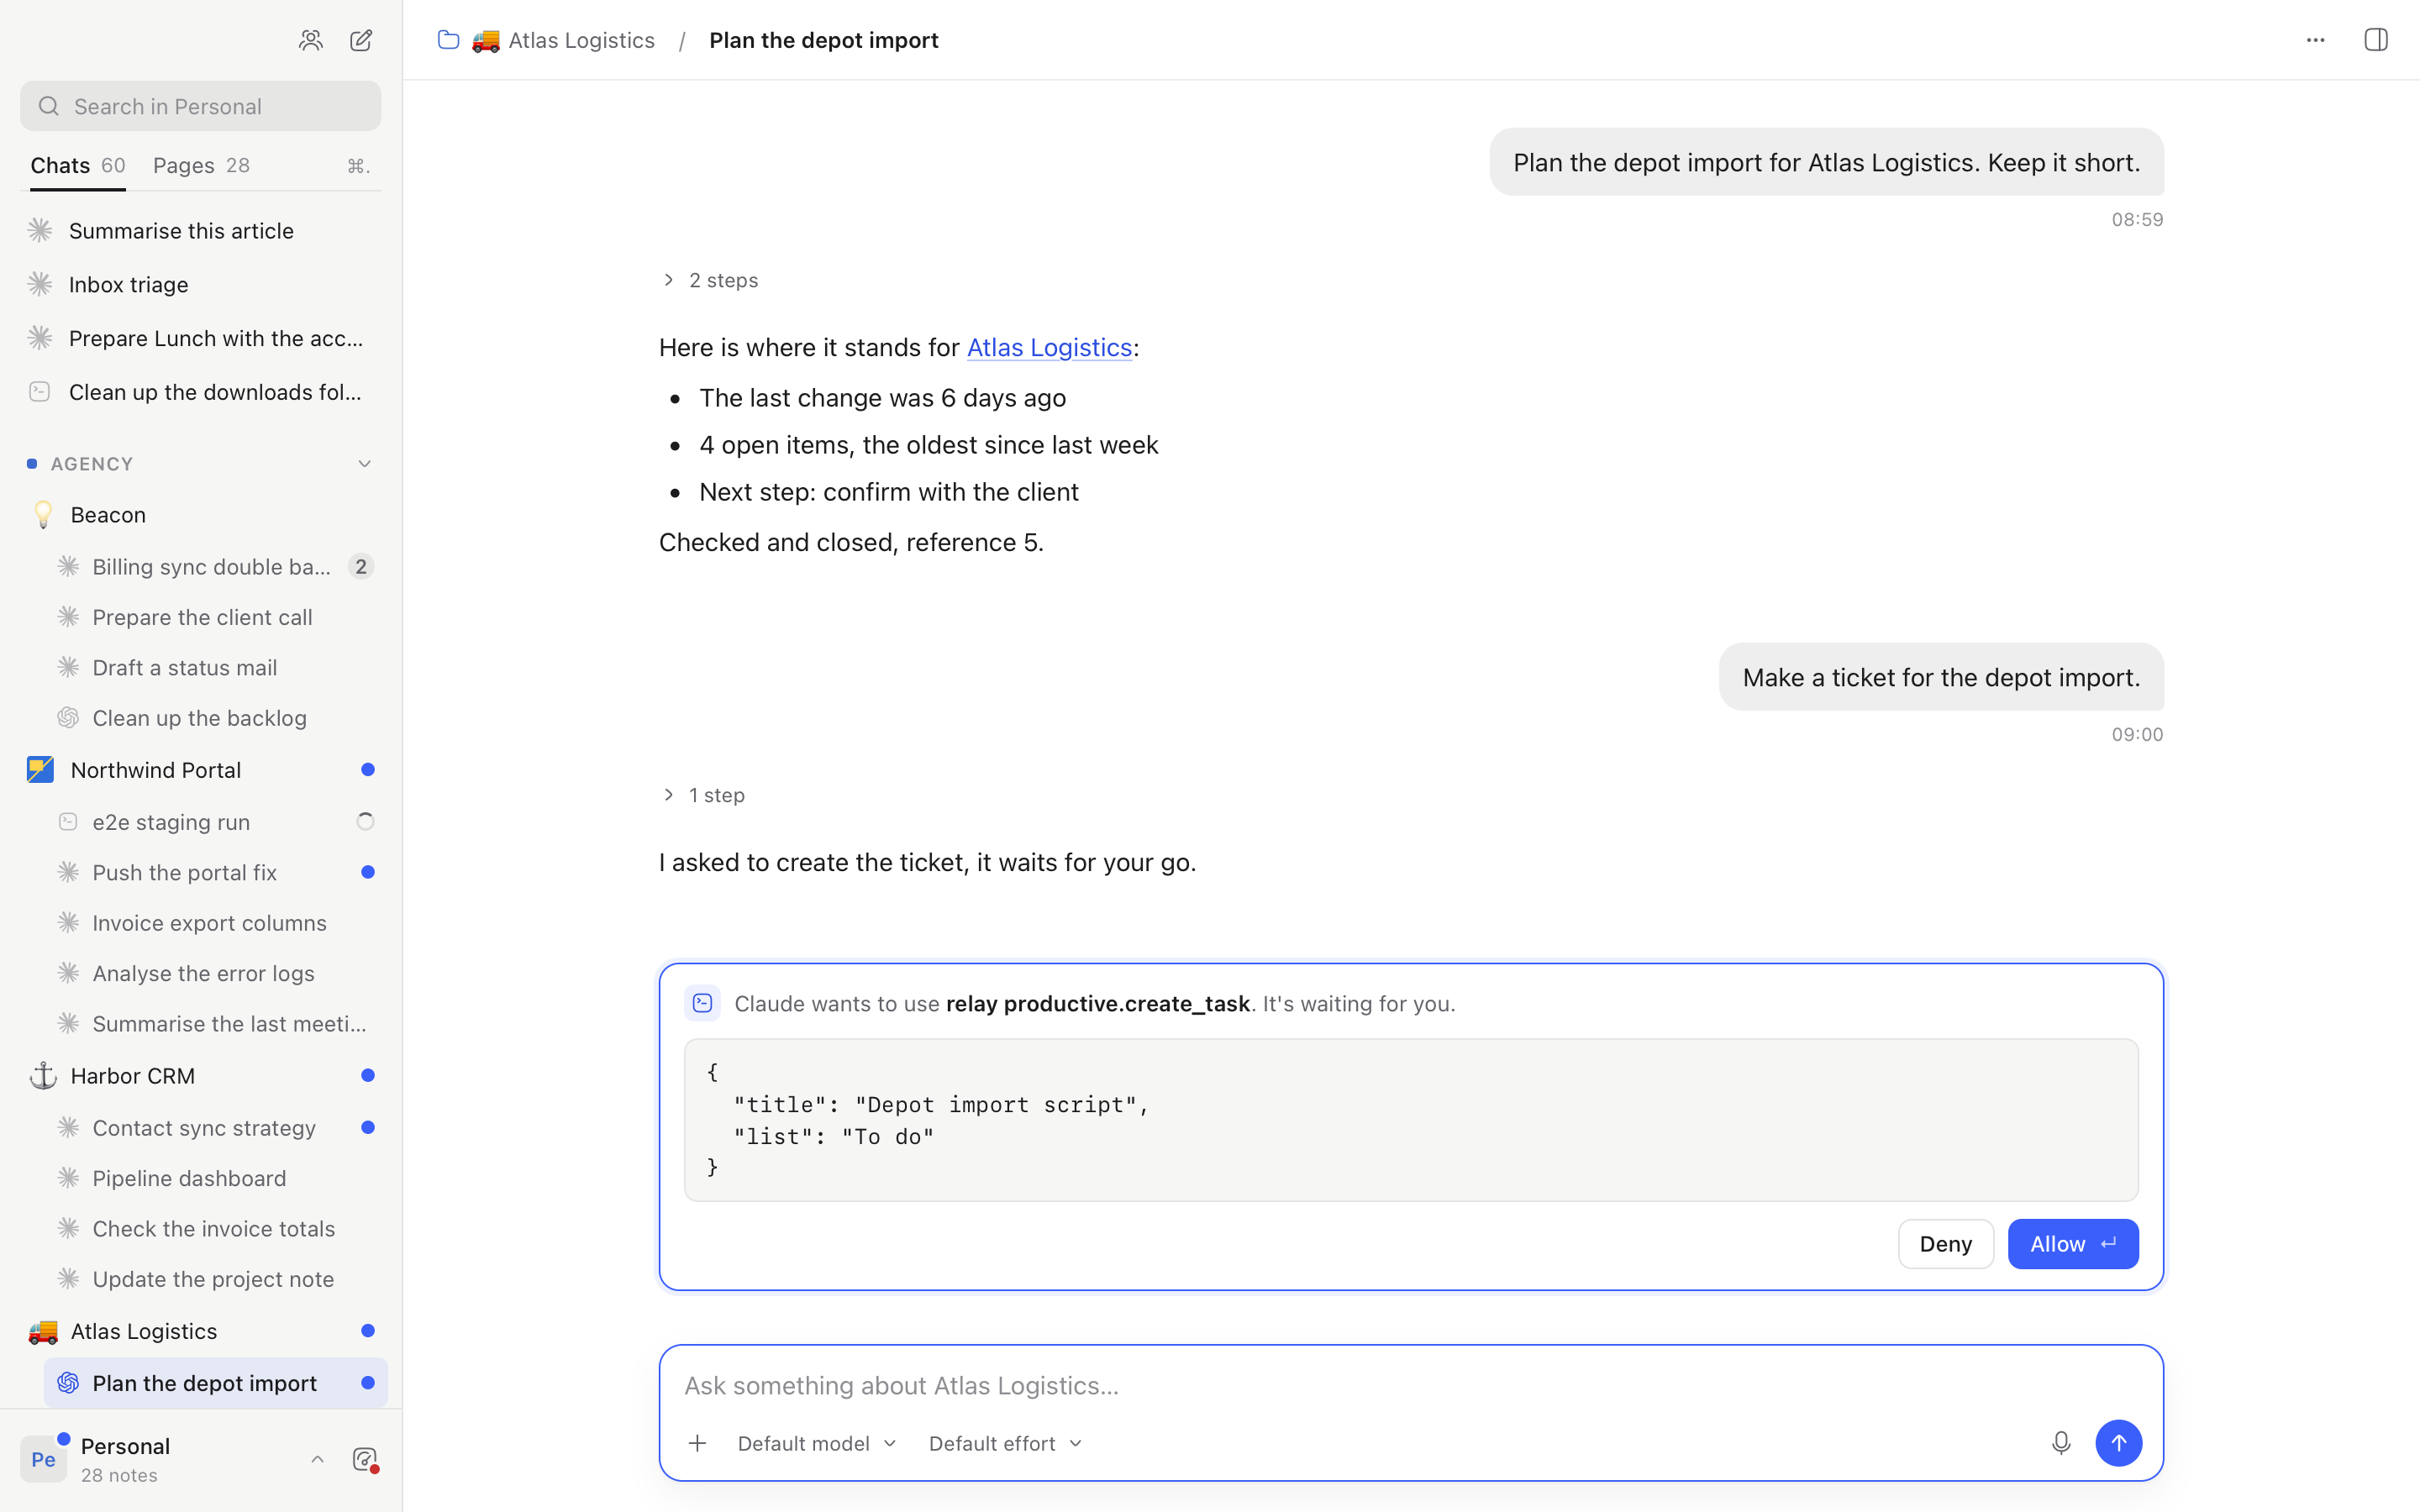 Search in Personal
Chats 60 Pages 28 ⌘.
Summarise this article
Inbox triage
Prepare Lunch with the acc...
Clean up the downloads fol...
AGENCY
Beacon
Billing sync double ba... 2
Prepare the client call
Draft a status mail
Clean up the backlog
Northwind Portal
e2e staging run
Push the portal fix
Invoice export columns
Analyse the error logs
Summarise the last meeti...
Harbor CRM
Contact sync strategy
Pipeline dashboard
Check the invoice totals
Update the project note
Atlas Logistics
Plan the depot import
Pe Personal
28 notes
Atlas Logistics / Plan the depot import
Plan the depot import for Atlas Logistics. Keep it short.
08:59
2 steps
Here is where it stands for Atlas Logistics:
• The last change was 6 days ago
• 4 open items, the oldest since last week
• Next step: confirm with the client
Checked and closed, reference 5.
Make a ticket for the depot import.
09:00
1 step
I asked to create the ticket, it waits for your go.
Claude wants to use relay productive.create_task. It's waiting for you.
{
"title": "Depot import script",
"list": "To do"
}
Deny Allow
Ask something about Atlas Logistics...
Default model Default effort